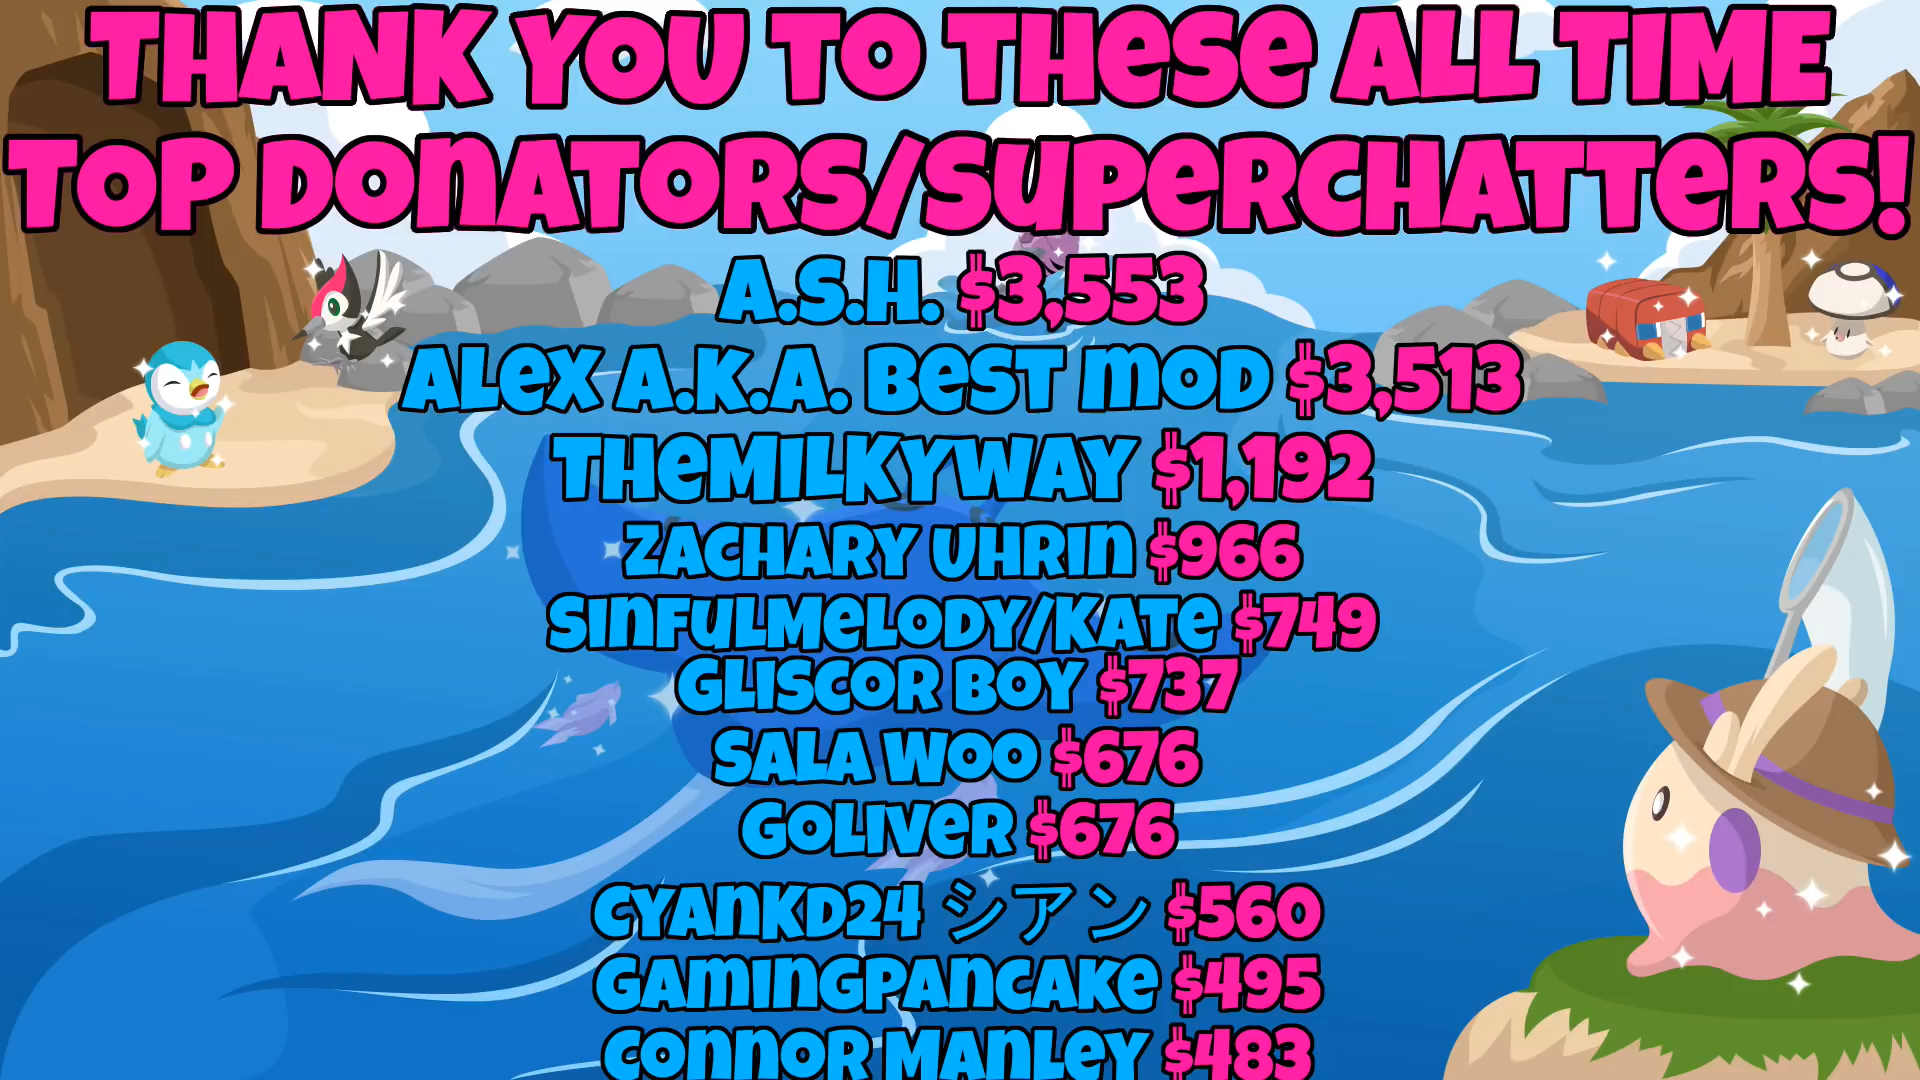 THANK YOU TO THESE ALL TIME
TOP DONATORS/SUPERCHATTERS!
A.S.H. $3,553
ALEX A.K.A. BEST MOD $3,513
THEMILKYWAY $1,192
ZACHARY UHRIN $966
SINFULMELODY/KATE $749
GLISCOR BOY $737
SALA WOO $676
GOLIVER $676
CYANKD24 シアン $560
GAMINGPANCAKE $495
CONNOR MANLEY $483